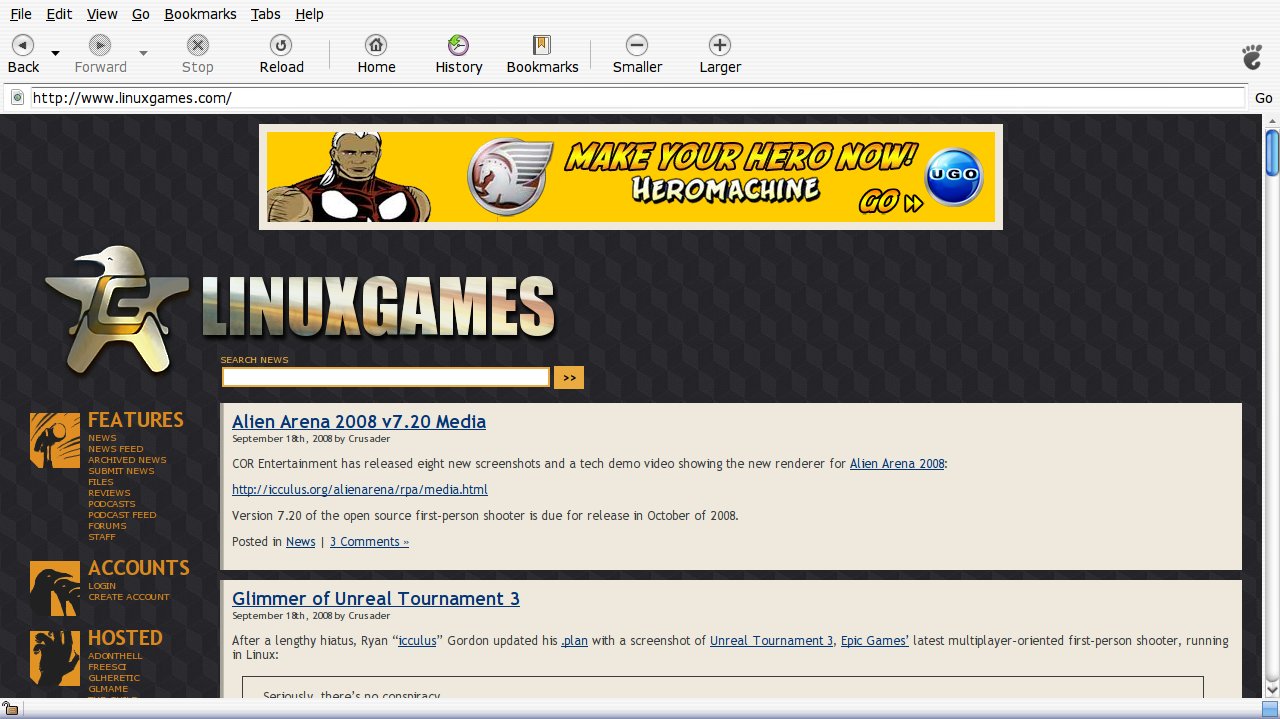 File Edit View Go Bookmarks Tabs Help
Back Forward Stop Reload Home History Bookmarks Smaller Larger
http://www.linuxgames.com/ Go
MAKE YOUR HERO NOW!
HEROMACHINE
GO
UGO
LINUXGAMES
SEARCH NEWS
>>
FEATURES
NEWS
NEWS FEED
ARCHIVED NEWS
SUBMIT NEWS
FILES
REVIEWS
PODCASTS
PODCAST FEED
FORUMS
STAFF
ACCOUNTS
LOGIN
CREATE ACCOUNT
HOSTED
ADONTHELL
FREESCI
GLHERETIC
GLMAME
Alien Arena 2008 v7.20 Media
September 18th, 2008 by Crusader
COR Entertainment has released eight new screenshots and a tech demo video showing the new renderer for Alien Arena 2008:
http://icculus.org/alienarena/rpa/media.html
Version 7.20 of the open source first-person shooter is due for release in October of 2008.
Posted in News | 3 Comments »
Glimmer of Unreal Tournament 3
September 18th, 2008 by Crusader
After a lengthy hiatus, Ryan “icculus” Gordon updated his .plan with a screenshot of Unreal Tournament 3, Epic Games’ latest multiplayer-oriented first-person shooter, running
in Linux:
Seriously, there’s no conspiracy